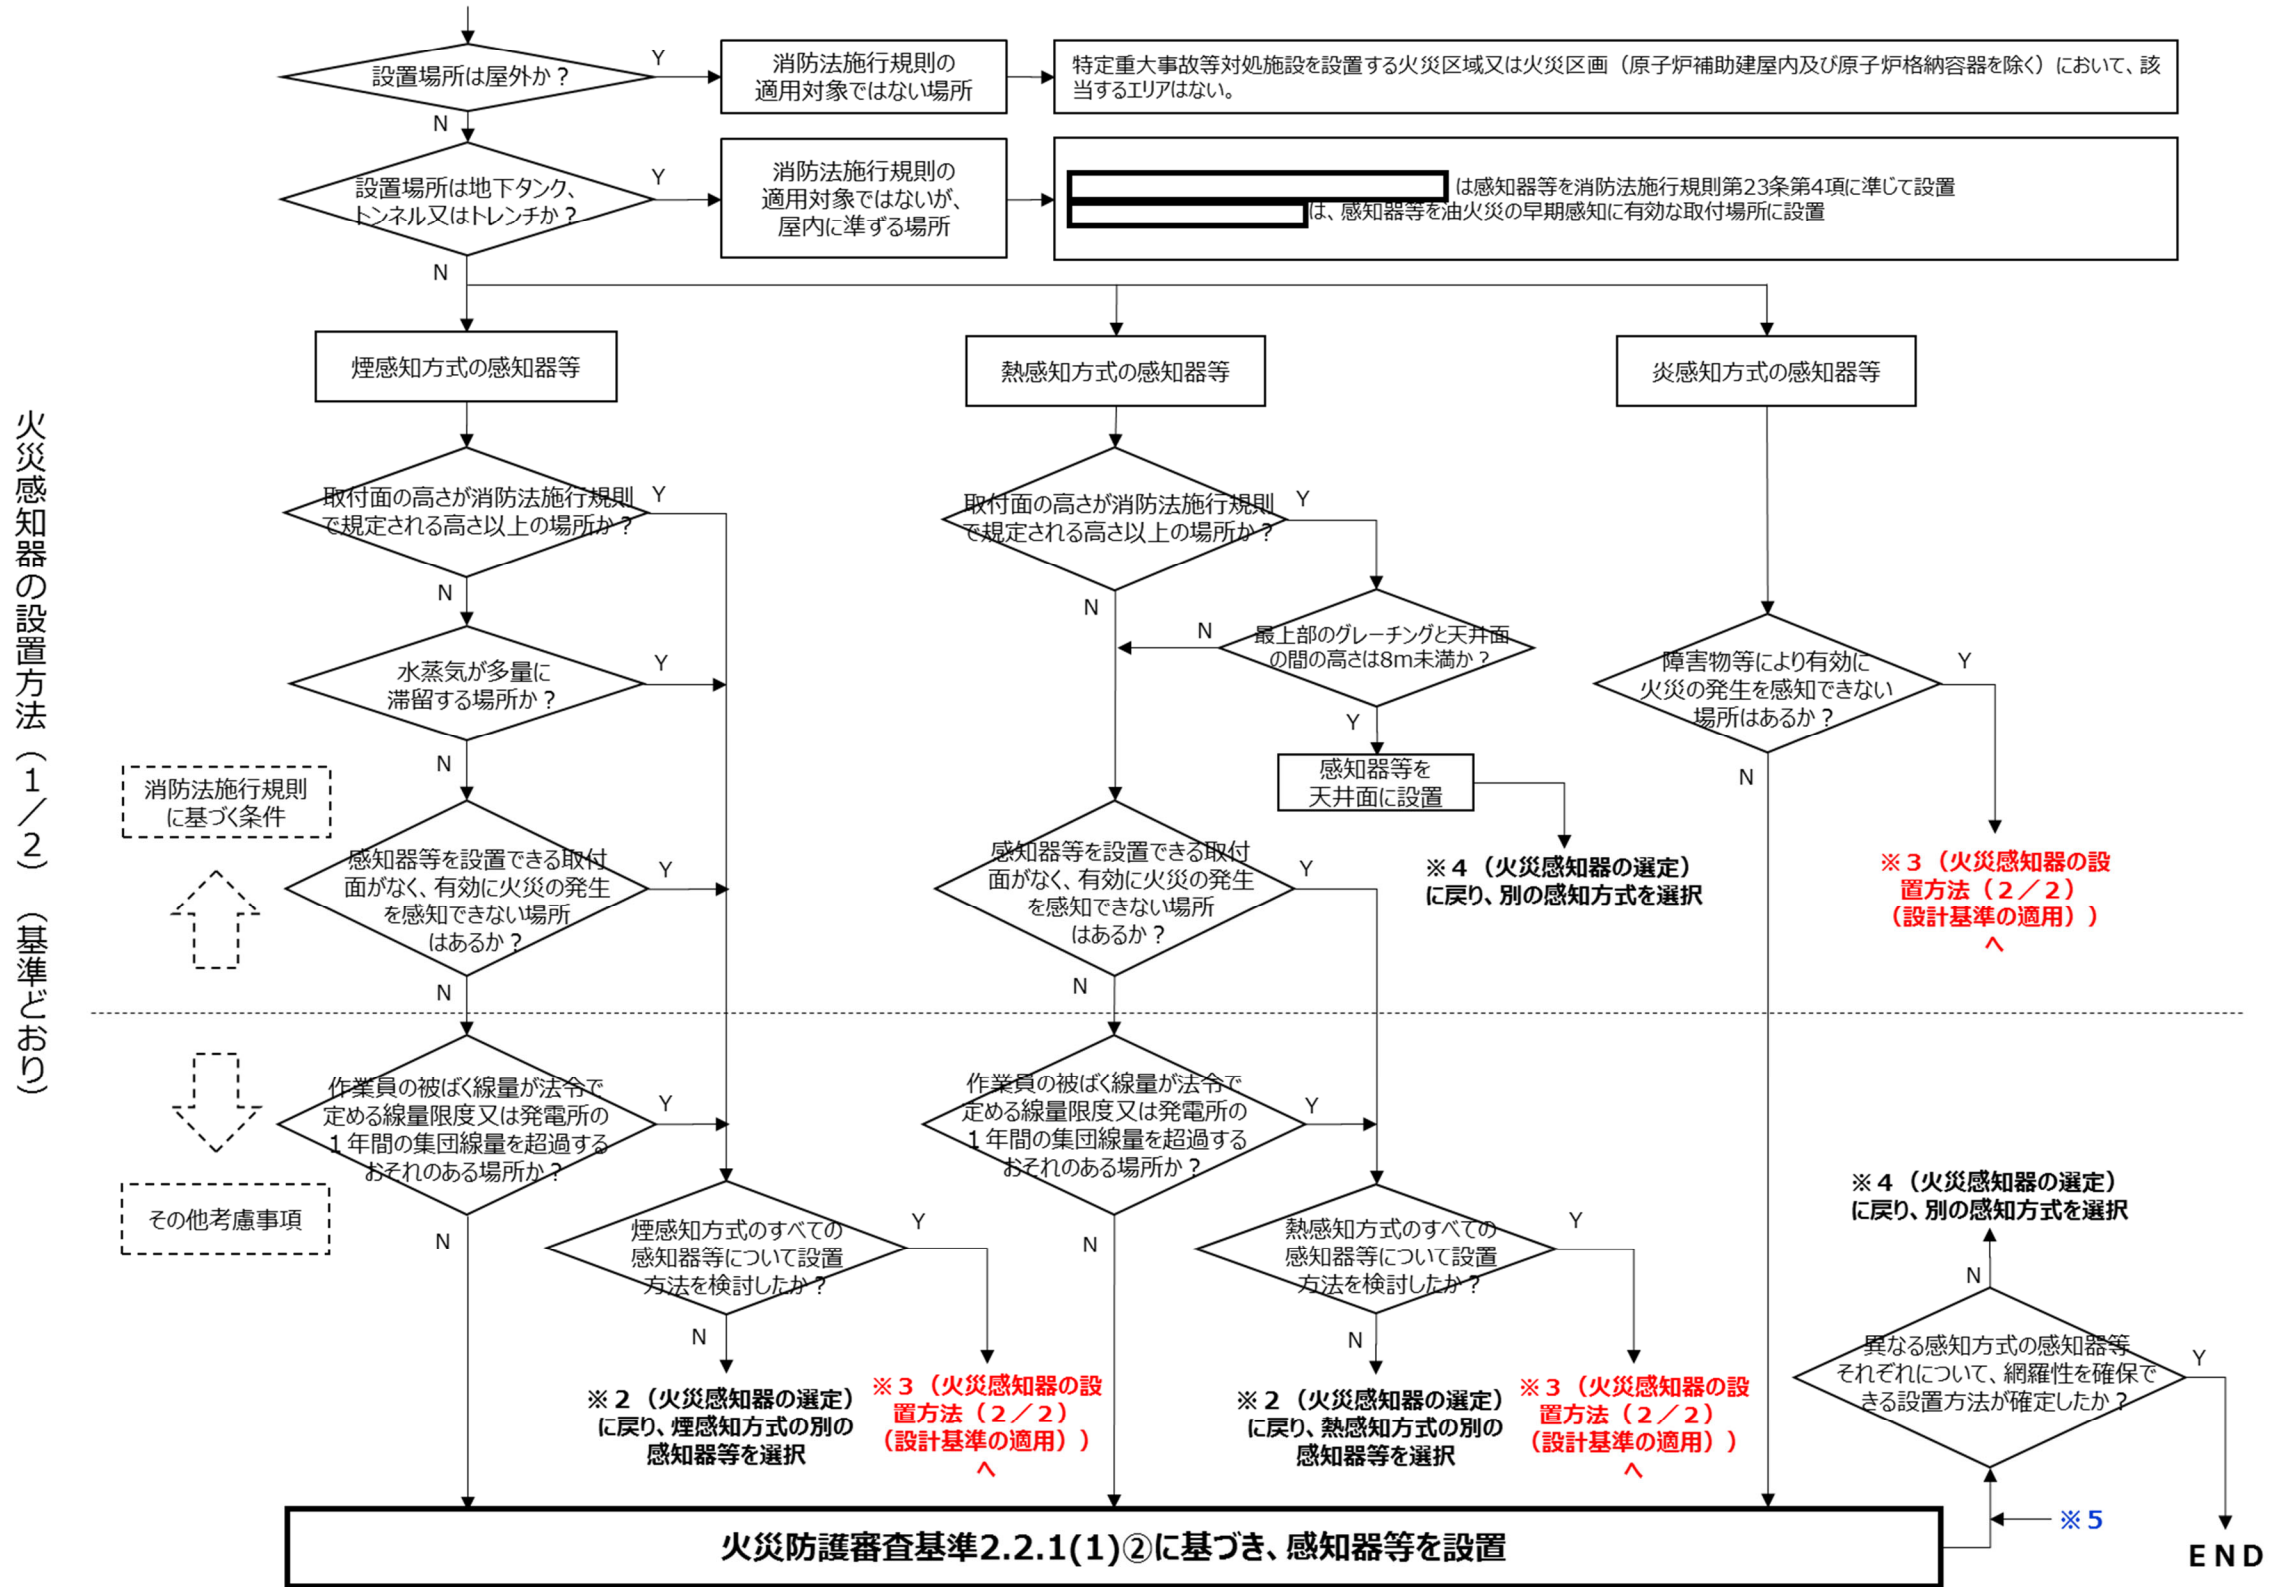 火災感知器の設置方法（1／2）（基準どおり）
設置場所は屋外か？
Y
N
消防法施行規則の
適用対象ではない場所
特定重大事故等対処施設を設置する火災区域又は火災区画（原子炉補助建屋内及び原子炉格納容器を除く）において、該
当するエリアはない。
設置場所は地下タンク、
トンネル又はトレンチか？
Y
N
消防法施行規則の
適用対象ではないが、
屋内に準ずる場所
は感知器等を消防法施行規則第23条第4項に準じて設置
は、感知器等を油火災の早期感知に有効な取付場所に設置
煙感知方式の感知器等
熱感知方式の感知器等
炎感知方式の感知器等
取付面の高さが消防法施行規則
で規定される高さ以上の場所か？
Y
N
水蒸気が多量に
滞留する場所か？
Y
N
消防法施行規則
に基づく条件
感知器等を設置できる取付
面がなく、有効に火災の発生
を感知できない場所
はあるか？
Y
N
その他考慮事項
作業員の被ばく線量が法令で
定める線量限度又は発電所の
1年間の集団線量を超過する
おそれのある場所か？
Y
N
煙感知方式のすべての
感知器等について設置
方法を検討したか？
Y
N
※２（火災感知器の選定）
に戻り、煙感知方式の別の
感知器等を選択
※３（火災感知器の設
置方法（２／２）
（設計基準の適用））
へ
取付面の高さが消防法施行規則
で規定される高さ以上の場所か？
Y
N
最上部のグレーチングと天井面
の間の高さは8m未満か？
N
Y
感知器等を
天井面に設置
※４（火災感知器の選定）
に戻り、別の感知方式を選択
感知器等を設置できる取付
面がなく、有効に火災の発生
を感知できない場所
はあるか？
Y
N
作業員の被ばく線量が法令で
定める線量限度又は発電所の
1年間の集団線量を超過する
おそれのある場所か？
Y
N
熱感知方式のすべての
感知器等について設置
方法を検討したか？
Y
N
※２（火災感知器の選定）
に戻り、熱感知方式の別の
感知器等を選択
※３（火災感知器の設
置方法（２／２）
（設計基準の適用））
へ
障害物等により有効に
火災の発生を感知できない
場所はあるか？
Y
N
※３（火災感知器の設
置方法（２／２）
（設計基準の適用））
へ
※４（火災感知器の選定）
に戻り、別の感知方式を選択
N
異なる感知方式の感知器等
それぞれについて、網羅性を確保で
きる設置方法が確定したか？
Y
※５
END
火災防護審査基準2.2.1(1)②に基づき、感知器等を設置